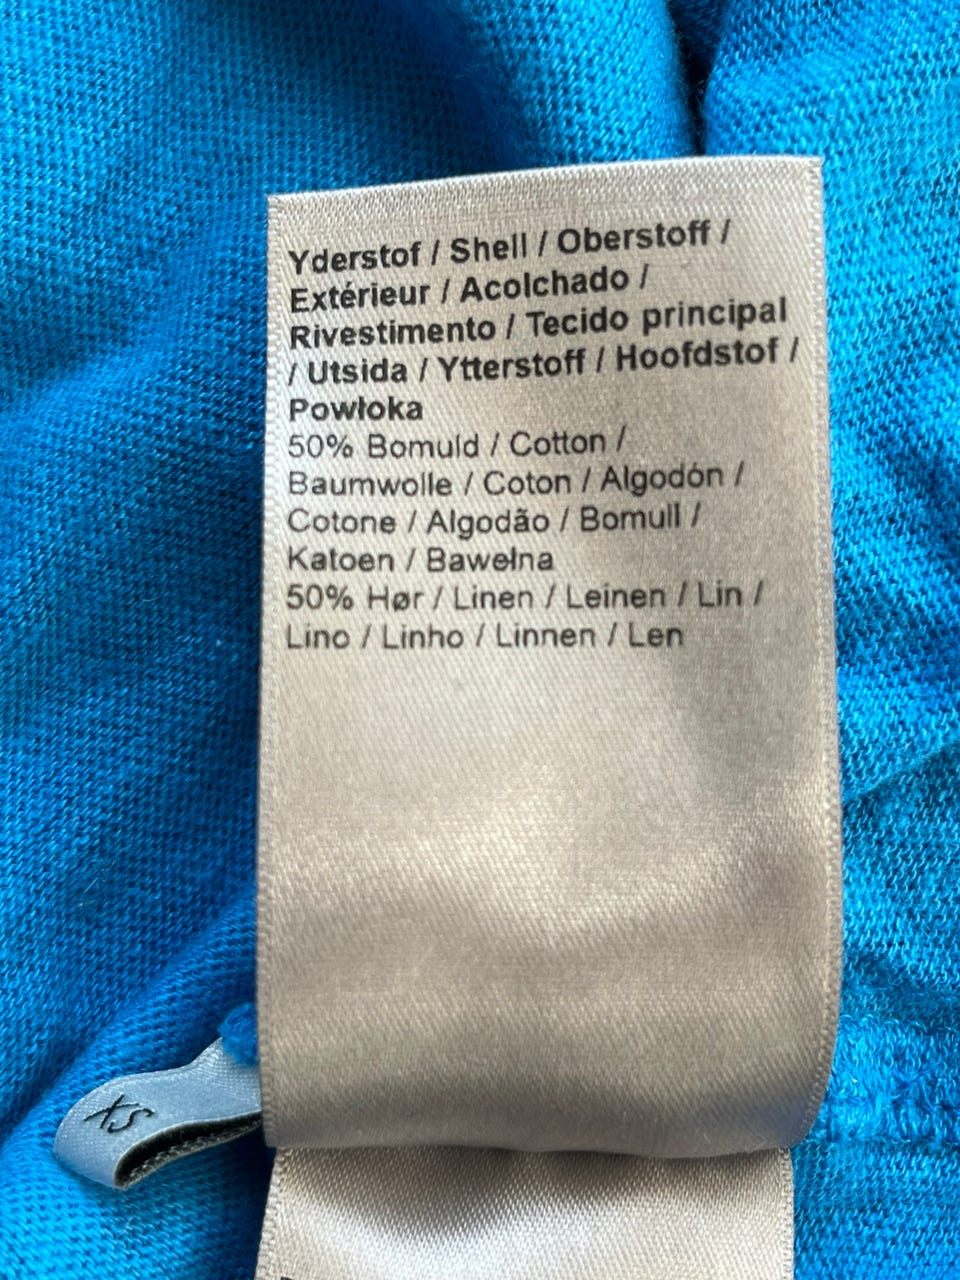 Yderstof / Shell / Oberstoff /
Extérieur / Acolchado /
Rivestimento / Tecido principal
/ Utsida / Ytterstoff / Hoofdstof /
Powłoka
50% Bomuld / Cotton /
Baumwolle / Coton / Algodón /
Cotone / Algodão / Bomull /
Katoen / Bawełna
50% Hør / Linen / Leinen / Lin /
Lino / Linho / Linnen / Len
XS